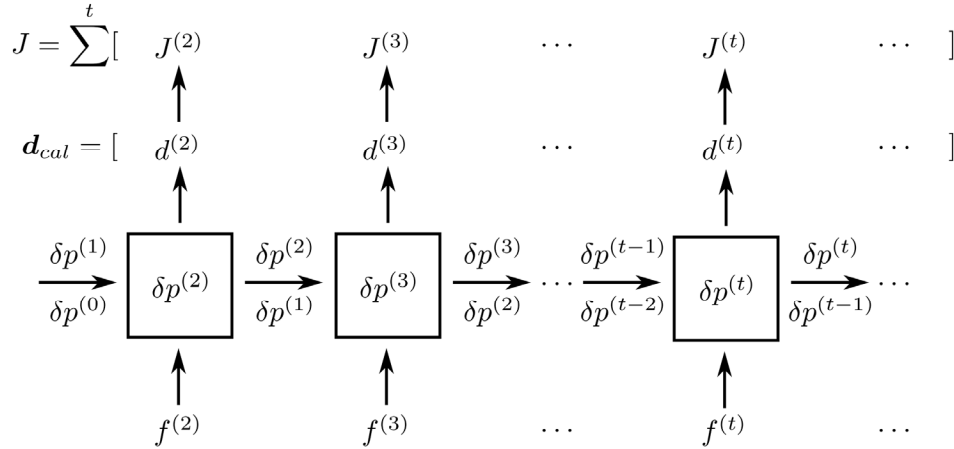 J = ∑^t [ J^(2) J^(3) ··· J^(t) ··· ]
d_cal = [ d^(2) d^(3) ··· d^(t) ··· ]
δp^(1) δp^(2) δp^(3) δp^(t−1) δp^(t)
δp^(2) δp^(3) ··· δp^(t) ···
δp^(0) δp^(1) δp^(2) δp^(t−2) δp^(t−1)
f^(2) f^(3) ··· f^(t) ···